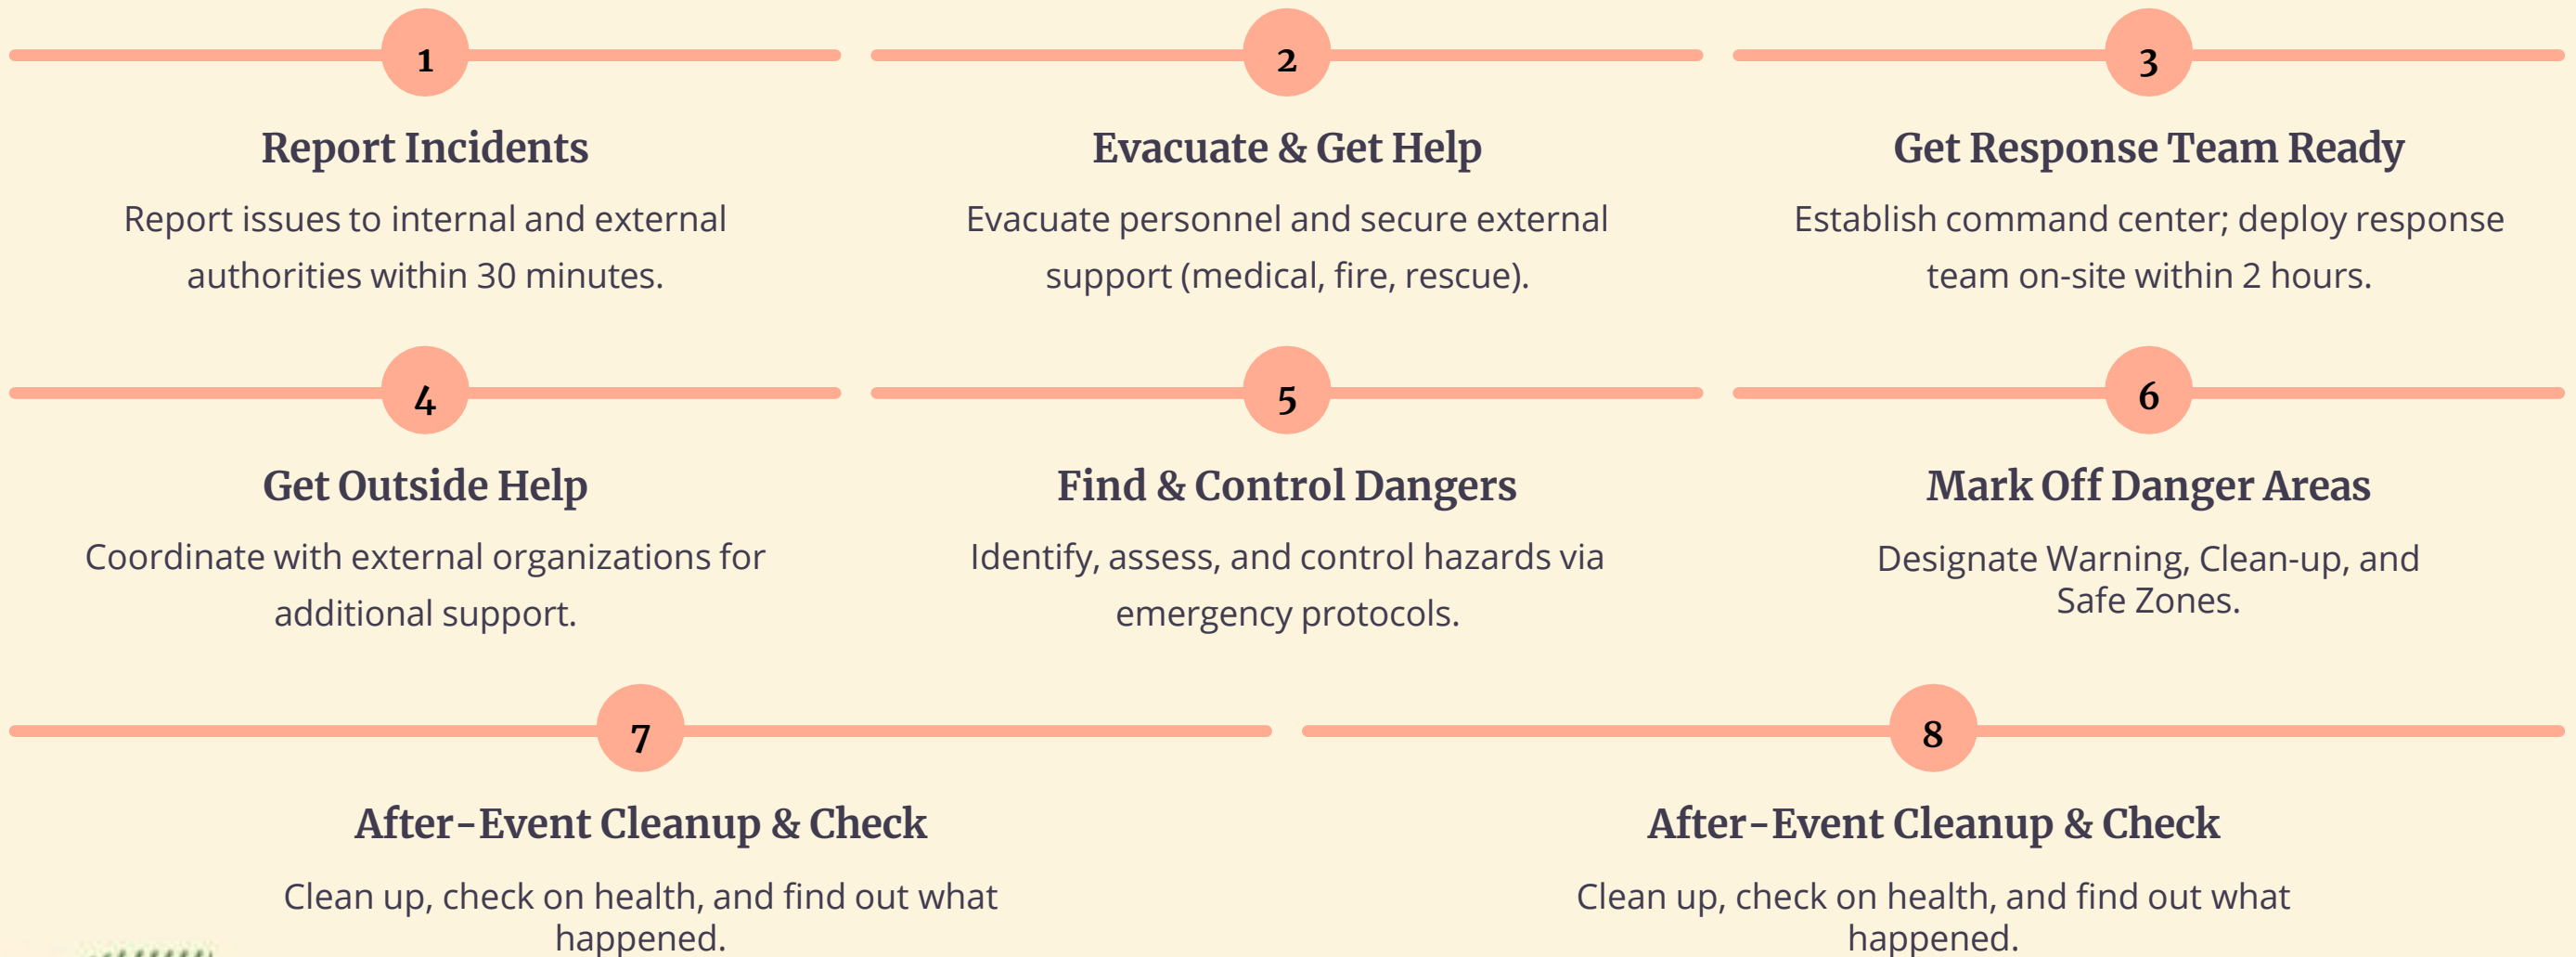 1
Report Incidents
Report issues to internal and external
authorities within 30 minutes.
2
Evacuate & Get Help
Evacuate personnel and secure external
support (medical, fire, rescue).
3
Get Response Team Ready
Establish command center; deploy response
team on-site within 2 hours.
4
Get Outside Help
Coordinate with external organizations for
additional support.
5
Find & Control Dangers
Identify, assess, and control hazards via
emergency protocols.
6
Mark Off Danger Areas
Designate Warning, Clean-up, and
Safe Zones.
7
After-Event Cleanup & Check
Clean up, check on health, and find out what
happened.
8
After-Event Cleanup & Check
Clean up, check on health, and find out what
happened.